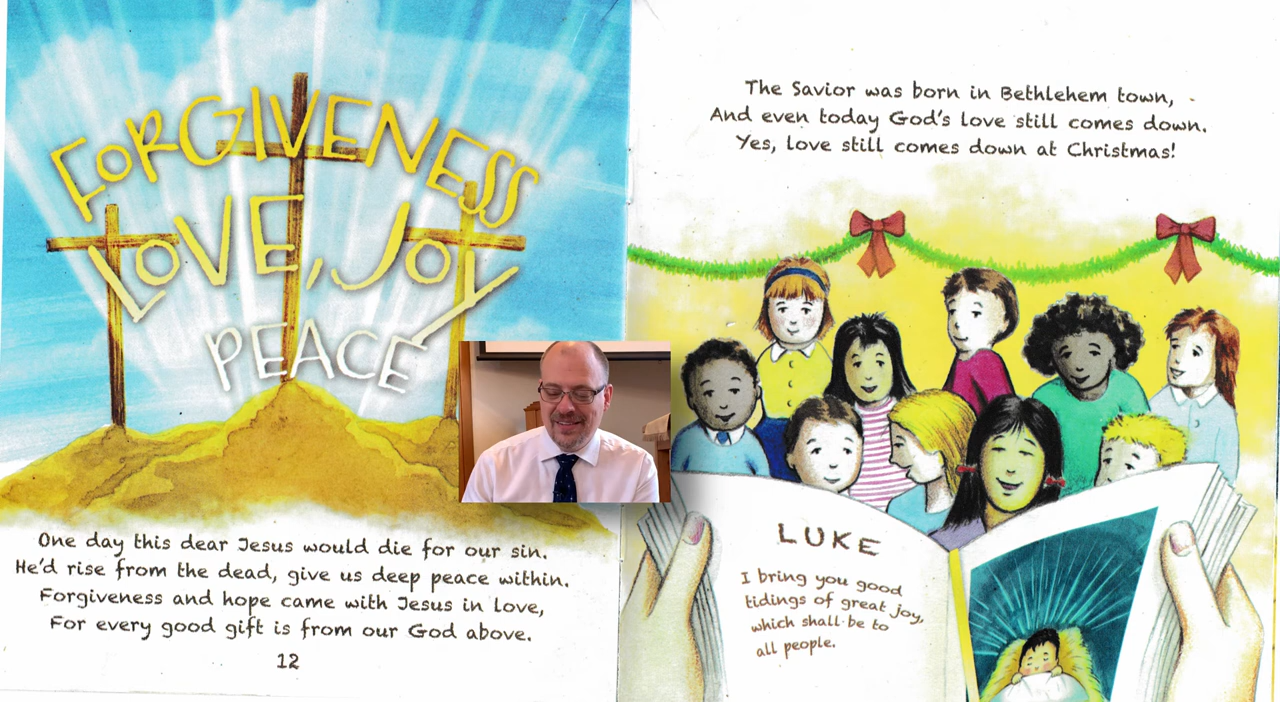 FORGIVENESS
LOVE, JOY
PEACE
One day this dear Jesus would die for our sin.
He'd rise from the dead, give us deep peace within.
Forgiveness and hope came with Jesus in love,
For every good gift is from our God above.
12
The Savior was born in Bethlehem town,
And even today God's love still comes down.
Yes, love still comes down at Christmas!
LUKE
I bring you good
tidings of great joy,
which shall be to
all people.